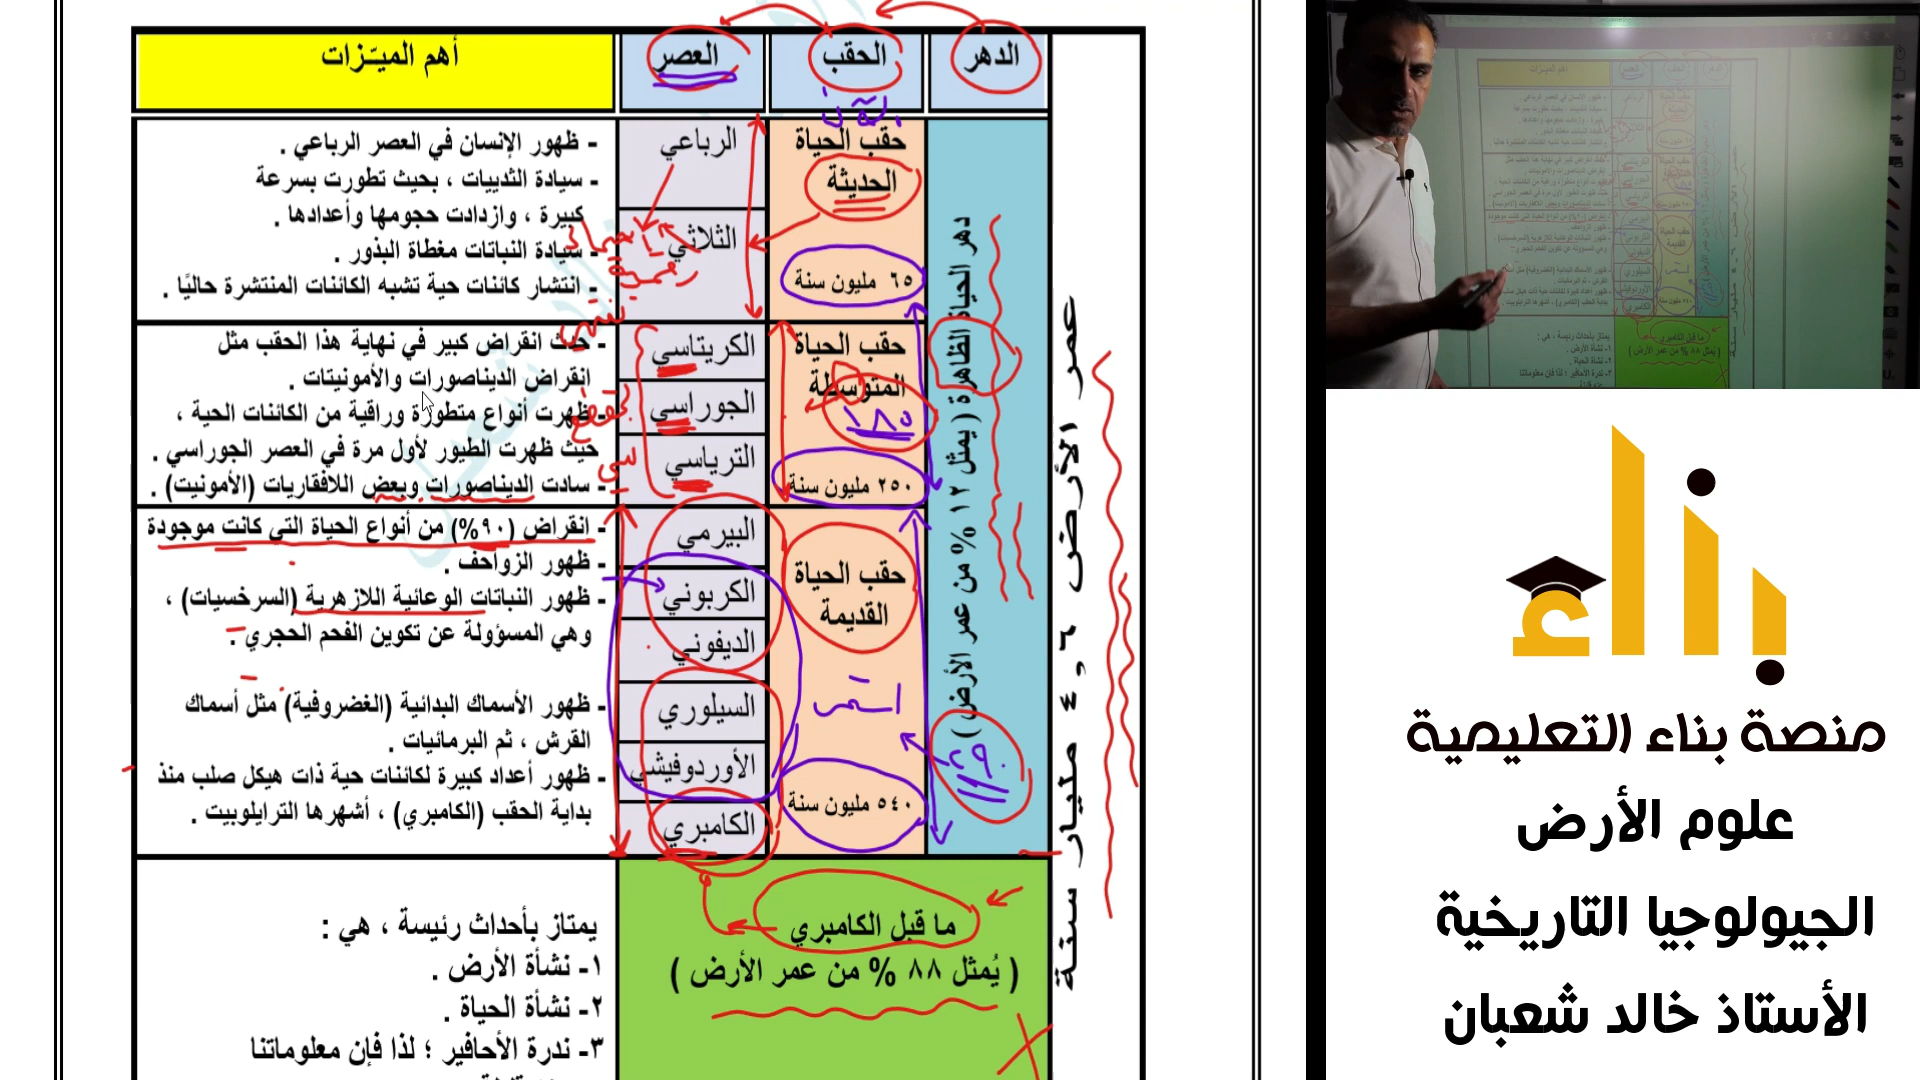 الدهر
الحقب
العصر
أهم الميّزات
عمر الأرض ٤,٦ مليار سنة
دهر الحياة الظاهرة ( يمثل ١٢ % من عمر الأرض )
٢٩٠
حقب الحياة
الحديثة
٦٥ مليون سنة
الرباعي
الثلاثي
- ظهور الإنسان في العصر الرباعي .
- سيادة الثدييات ، بحيث تطورت بسرعة
كبيرة ، وازدادت حجومها وأعدادها .
- سيادة النباتات مغطاة البذور .
- انتشار كائنات حية تشبه الكائنات المنتشرة حاليًا .
حقب الحياة
المتوسطة
١٨٥
٢٥٠ مليون سنة
الكريتاسي
الجوراسي
الترياسي
- حدث انقراض كبير في نهاية هذا الحقب مثل
انقراض الديناصورات والأمونيتات .
- ظهرت أنواع متطورة وراقية من الكائنات الحية ،
حيث ظهرت الطيور لأول مرة في العصر الجوراسي .
- سادت الديناصورات وبعض اللافقاريات (الأمونيت) .
حقب الحياة
القديمة
٥٤٠ مليون سنة
البيرمي
الكربوني
الديفوني
السيلوري
الأوردوفيشي
الكامبري
- انقراض (٩٠%) من أنواع الحياة التي كانت موجودة
- ظهور الزواحف .
- ظهور النباتات الوعائية اللازهرية (السرخسيات) ،
وهي المسؤولة عن تكوين الفحم الحجري .
- ظهور الأسماك البدائية (الغضروفية) مثل أسماك
القرش ، ثم البرمائيات .
- ظهور أعداد كبيرة لكائنات حية ذات هيكل صلب منذ
بداية الحقب (الكامبري) ، أشهرها الترايلوبيت .
ما قبل الكامبري
( يُمثل ٨٨ % من عمر الأرض )
يمتاز بأحداث رئيسة ، هي :
١- نشأة الأرض .
٢- نشأة الحياة .
٣- ندرة الأحافير ؛ لذا فإن معلوماتنا
بناء
منصة بناء التعليمية
علوم الأرض
الجيولوجيا التاريخية
الأستاذ خالد شعبان